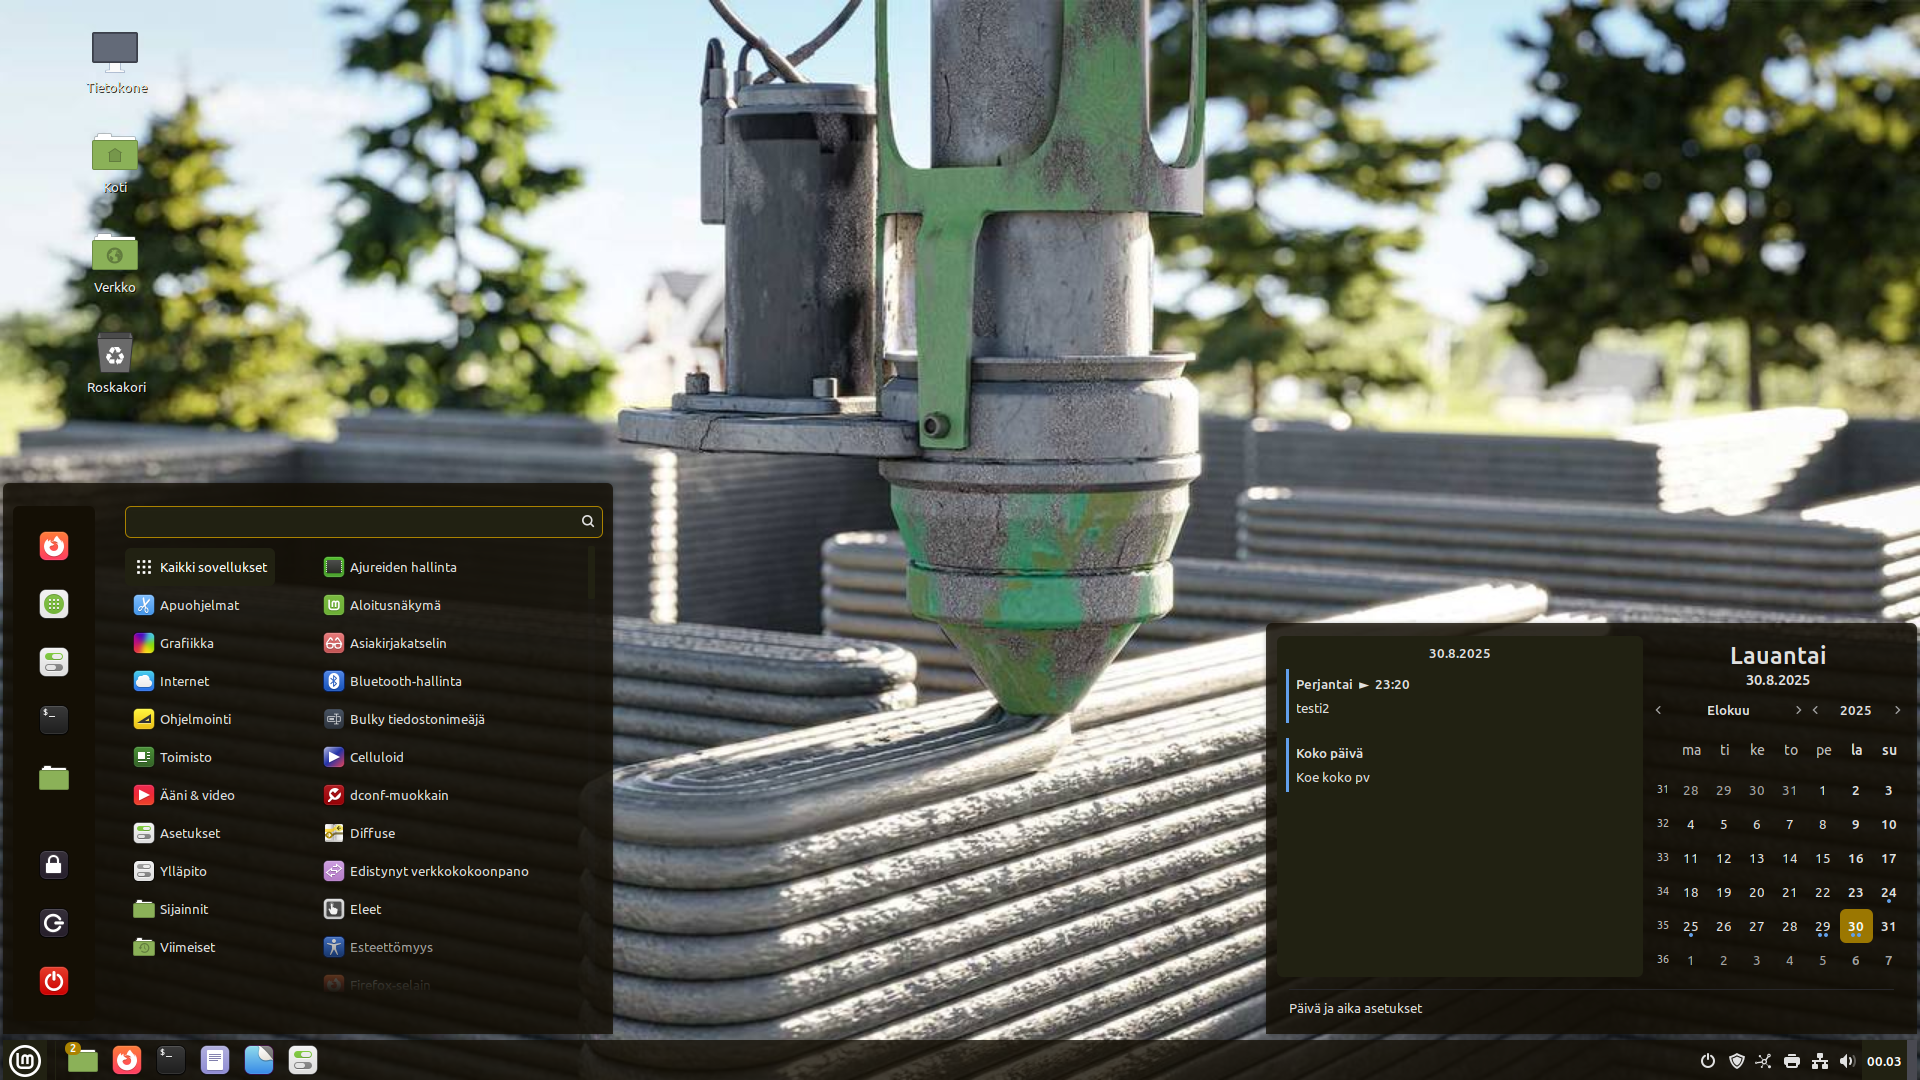 Tietokone
Koti
Verkko
Roskakori
Kaikki sovellukset
Apuohjelmat
Grafiikka
Internet
Ohjelmointi
Toimisto
Ääni & video
Asetukset
Ylläpito
Sijainnit
Viimeiset
Ajureiden hallinta
Aloitusnäkymä
Asiakirjakatselin
Bluetooth-hallinta
Bulky tiedostonimeäjä
Celluloid
dconf-muokkain
Diffuse
Edistynyt verkkokokoonpano
Eleet
Esteettömyys
Firefox-selain
30.8.2025
Perjantai ► 23:20
testi2
Koko päivä
Koe koko pv
Lauantai
30.8.2025
Elokuu 2025
ma ti ke to pe la su
31 28 29 30 31 1 2 3
32 4 5 6 7 8 9 10
33 11 12 13 14 15 16 17
34 18 19 20 21 22 23 24
35 25 26 27 28 29 30 31
36 1 2 3 4 5 6 7
Päivä ja aika asetukset
2
00.03